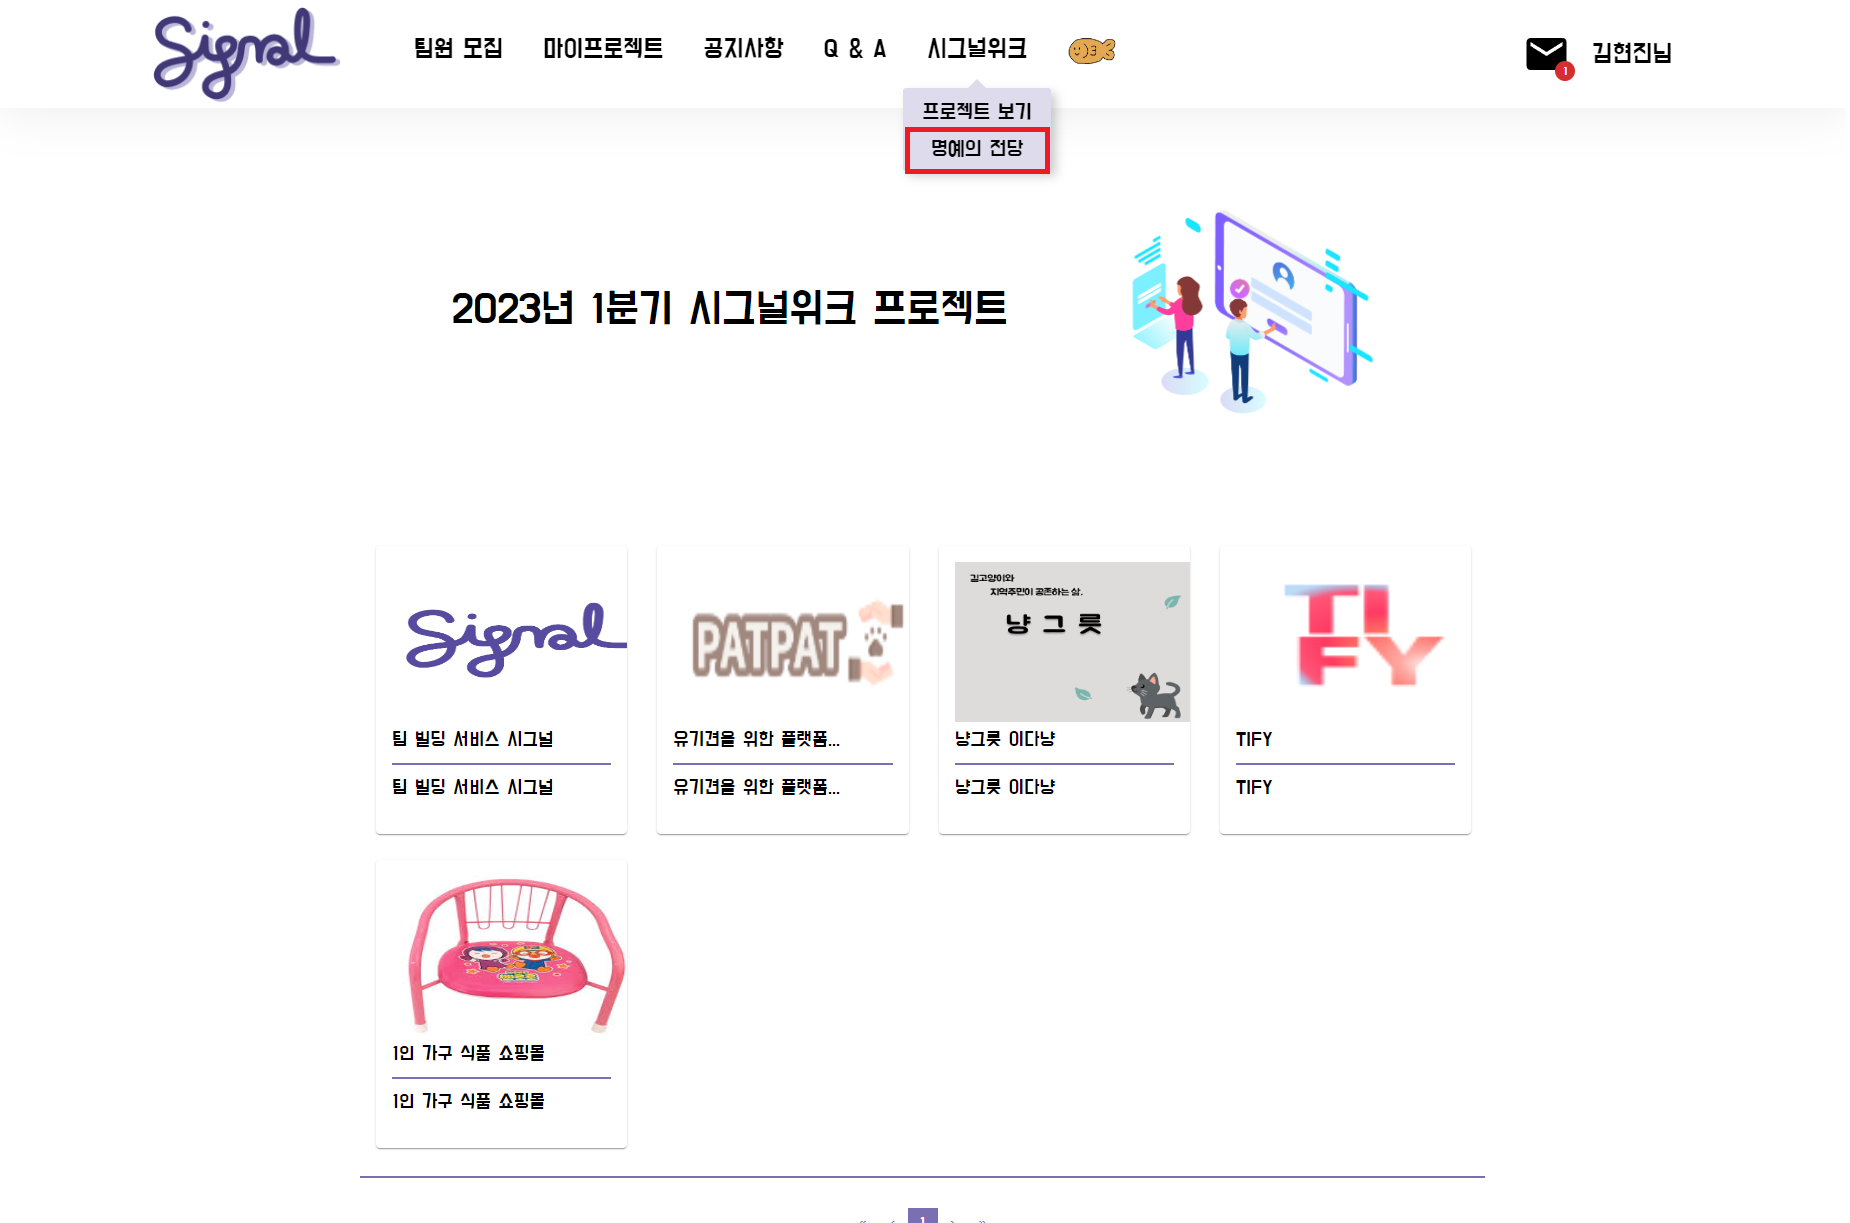 Signal
팀원 모집
마이프로젝트
공지사항
Q & A
시그널위크
1
김현진님
프로젝트 보기
명예의 전당
2023년 1분기 시그널위크 프로젝트
Signal
팀 빌딩 서비스 시그널
팀 빌딩 서비스 시그널
PATPAT
유기견을 위한 플랫폼...
유기견을 위한 플랫폼...
길고양이와
지역주민이 공존하는 삶.
냥 그 릇
냥그릇 이다냥
냥그릇 이다냥
TI
FY
TIFY
TIFY
1인 가구 식품 쇼핑몰
1인 가구 식품 쇼핑몰
« ‹ 1 › »